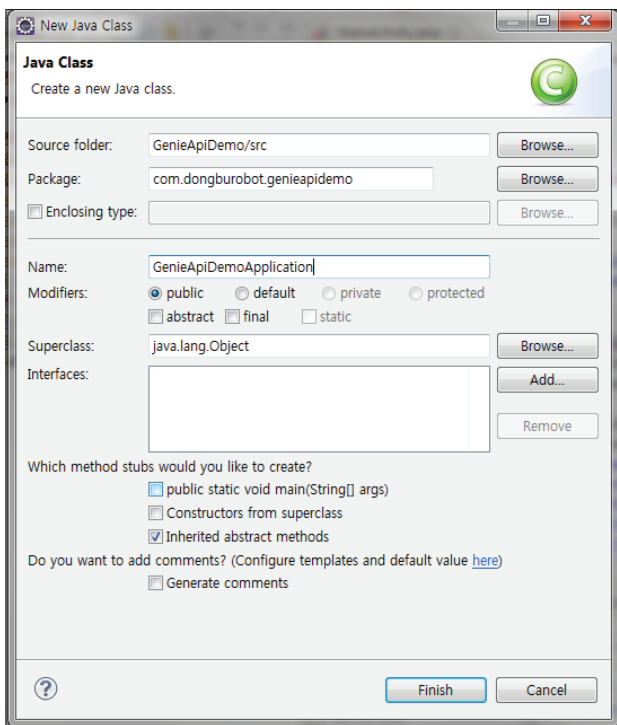 New Java Class
Java Class
Create a new Java class.
Source folder: GenieApiDemo/src Browse...
Package: com.dongburobot.genieapidemo Browse...
Enclosing type: Browse...
Name: GenieApiDemoApplication
Modifiers: public default private protected
abstract final static
Superclass: java.lang.Object Browse...
Interfaces: Add...
Remove
Which method stubs would you like to create?
public static void main(String[] args)
Constructors from superclass
Inherited abstract methods
Do you want to add comments? (Configure templates and default value here)
Generate comments
? Finish Cancel